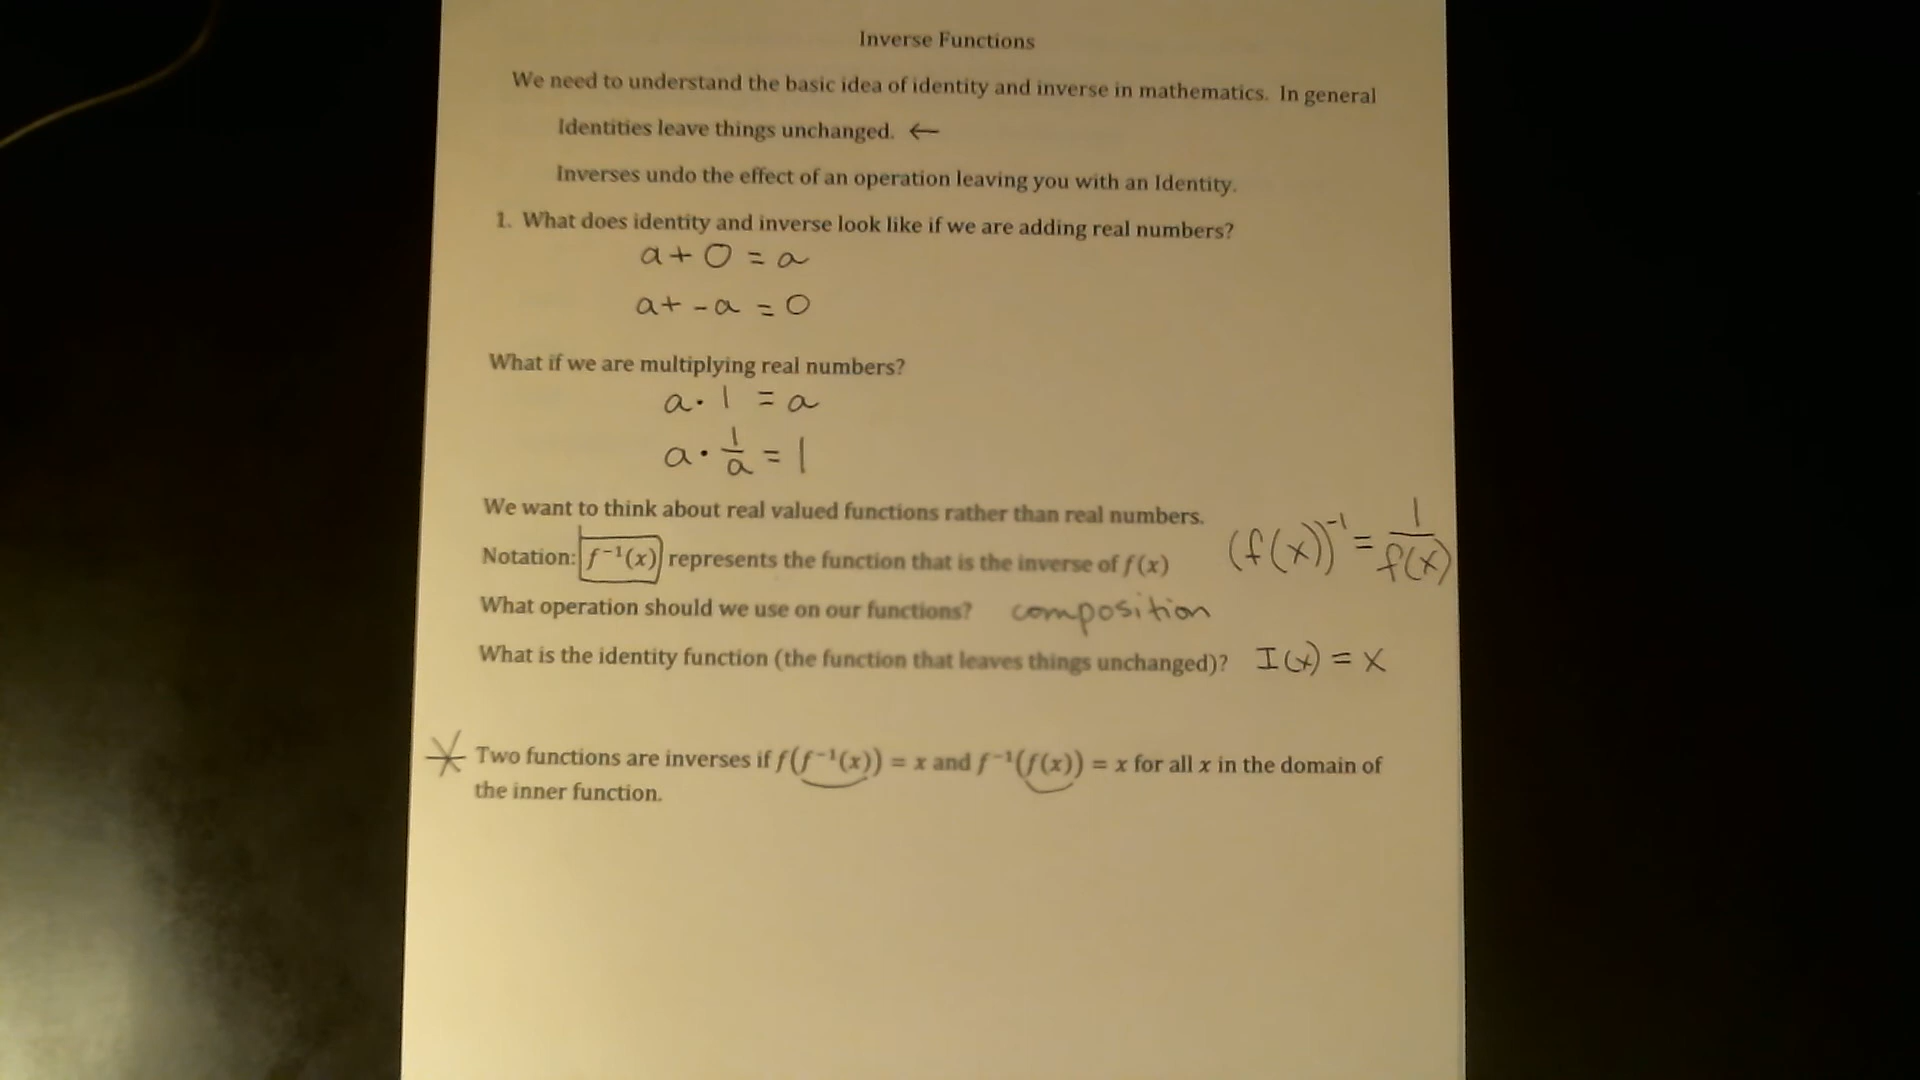 Inverse Functions
We need to understand the basic idea of identity and inverse in mathematics. In general
Identities leave things unchanged. ←
Inverses undo the effect of an operation leaving you with an Identity.
1. What does identity and inverse look like if we are adding real numbers?
a + 0 = a
a + -a = 0
What if we are multiplying real numbers?
a · 1 = a
a · 1/a = 1
We want to think about real valued functions rather than real numbers.
Notation: f⁻¹(x) represents the function that is the inverse of f(x) (f(x))⁻¹ = 1/f(x)
What operation should we use on our functions? composition
What is the identity function (the function that leaves things unchanged)? I(x) = x
Two functions are inverses if f(f⁻¹(x)) = x and f⁻¹(f(x)) = x for all x in the domain of
the inner function.